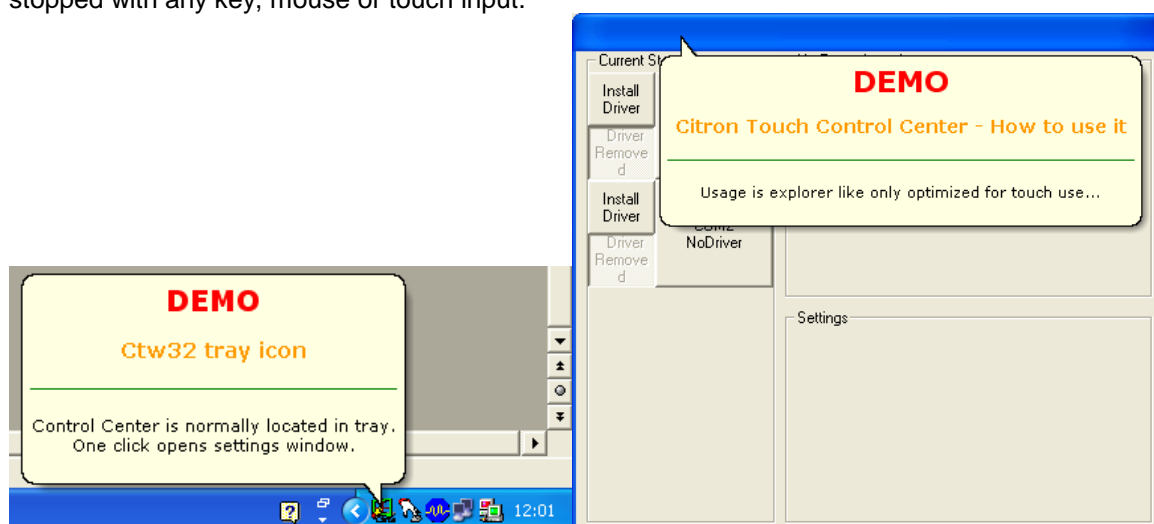 stopped with any key, mouse or touch input.
Current S
DEMO
Install
Driver
Citron Touch Control Center - How to use it
Driver
Remove
d
Usage is explorer like only optimized for touch use...
Install
Driver
COM2
NoDriver
Driver
Remove
d
Settings
DEMO
Ctw32 tray icon
Control Center is normally located in tray.
One click opens settings window.
12:01